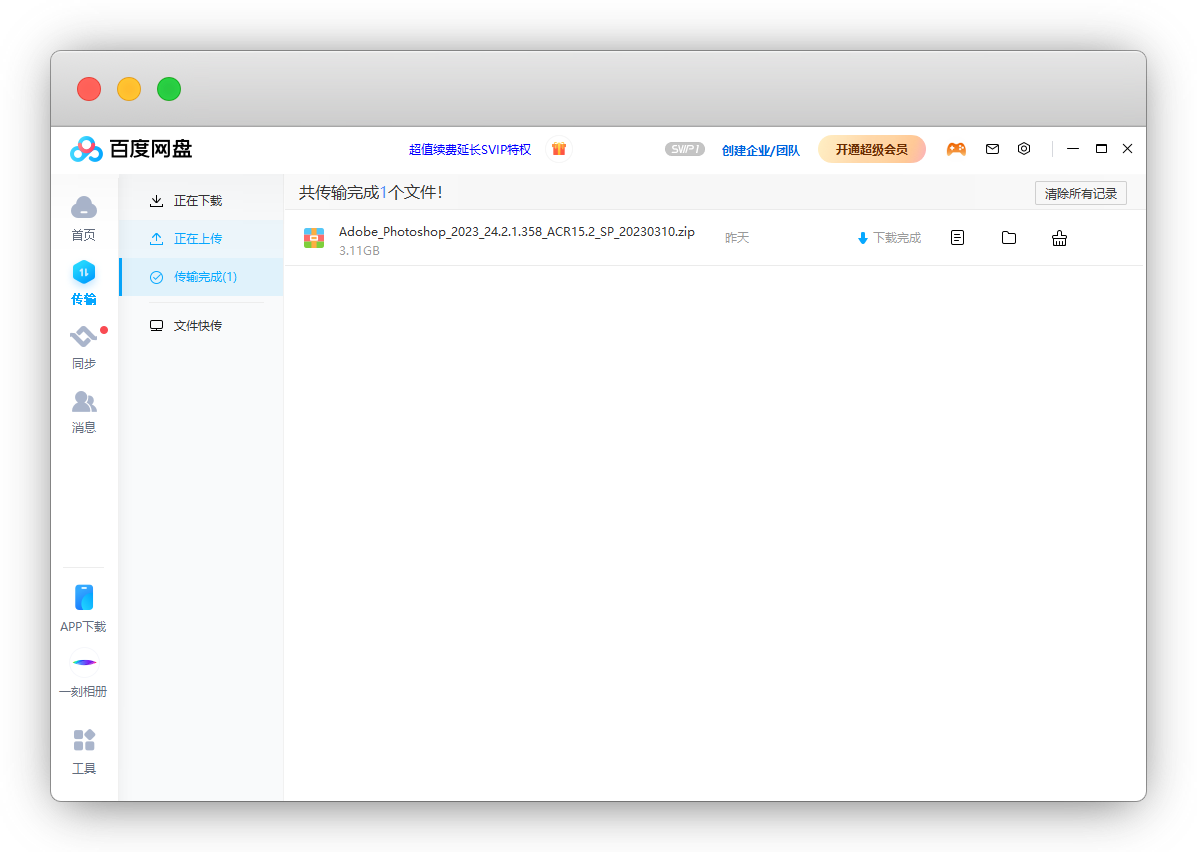 百度网盘
超值续费延长SVIP特权
SVIP1
创建企业/团队
开通超级会员
首页
传输
同步
消息
APP下载
一刻相册
工具
正在下载
正在上传
传输完成(1)
文件快传
共传输完成1个文件!
清除所有记录
Adobe_Photoshop_2023_24.2.1.358_ACR15.2_SP_20230310.zip
3.11GB
昨天
下载完成